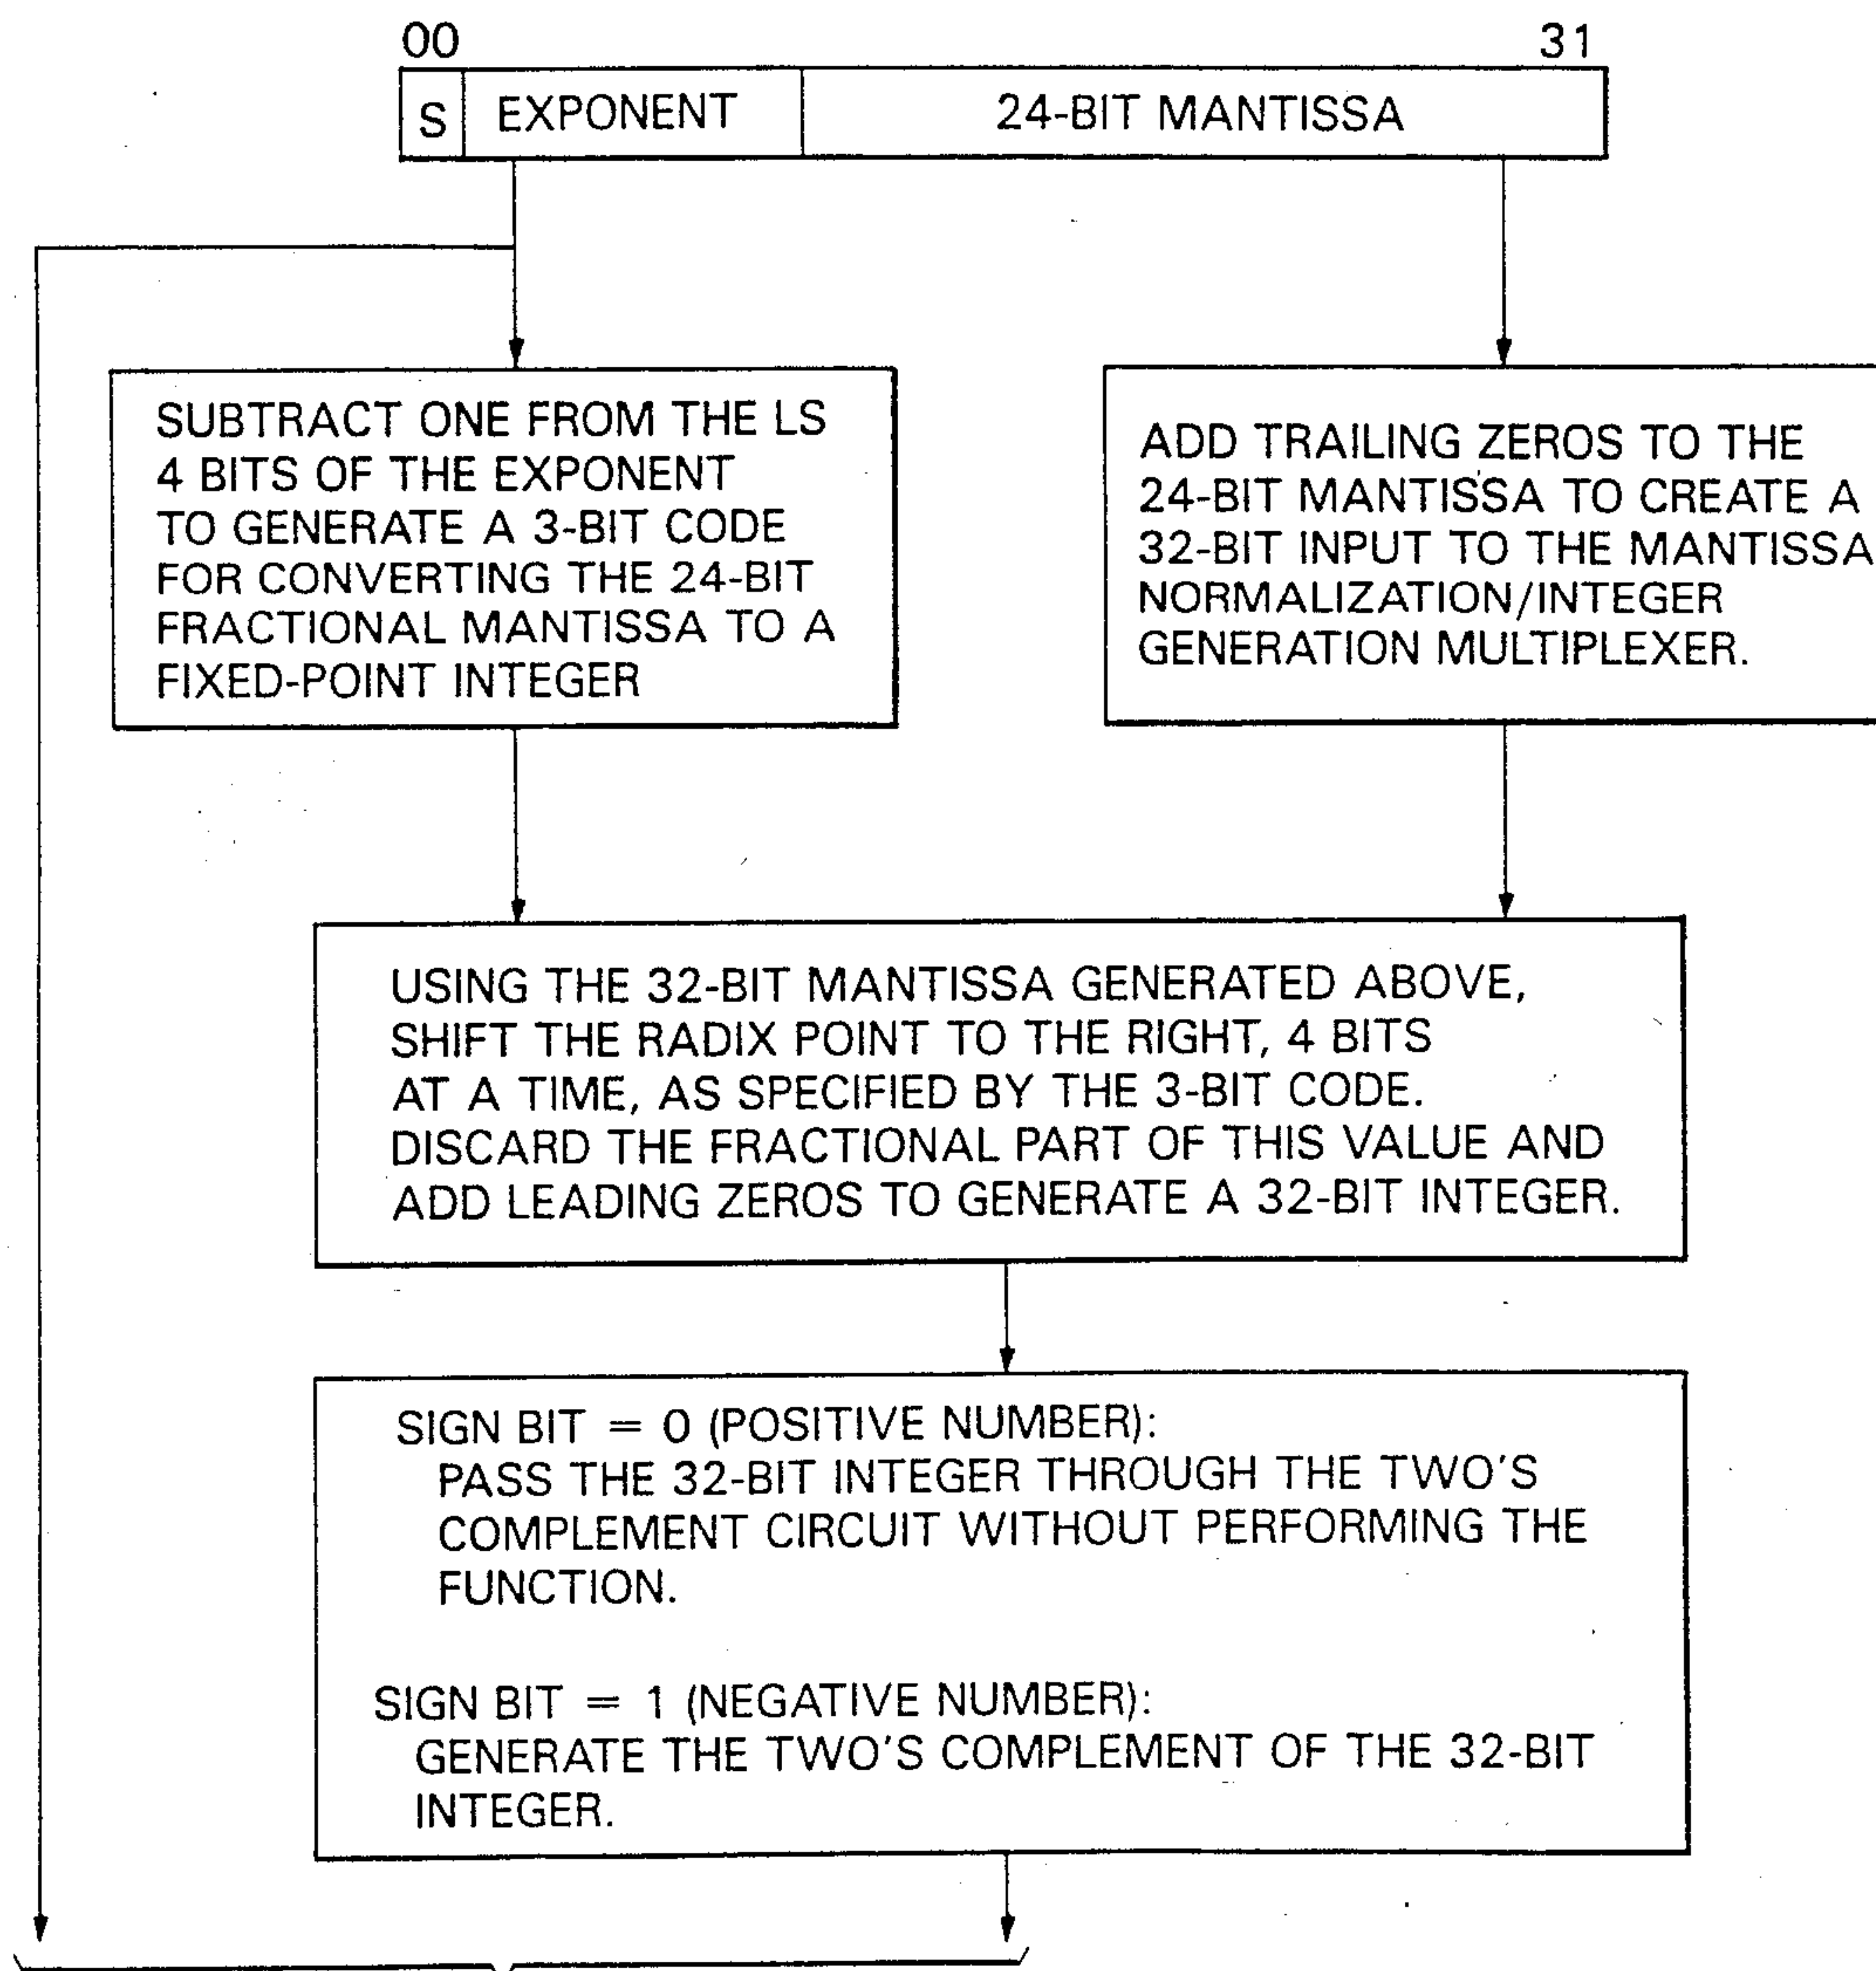 00 31
S EXPONENT 24-BIT MANTISSA
SUBTRACT ONE FROM THE LS
4 BITS OF THE EXPONENT
TO GENERATE A 3-BIT CODE
FOR CONVERTING THE 24-BIT
FRACTIONAL MANTISSA TO A
FIXED-POINT INTEGER
ADD TRAILING ZEROS TO THE
24-BIT MANTISSA TO CREATE A
32-BIT INPUT TO THE MANTISSA
NORMALIZATION/INTEGER
GENERATION MULTIPLEXER.
USING THE 32-BIT MANTISSA GENERATED ABOVE,
SHIFT THE RADIX POINT TO THE RIGHT, 4 BITS
AT A TIME, AS SPECIFIED BY THE 3-BIT CODE.
DISCARD THE FRACTIONAL PART OF THIS VALUE AND
ADD LEADING ZEROS TO GENERATE A 32-BIT INTEGER.
SIGN BIT = 0 (POSITIVE NUMBER):
PASS THE 32-BIT INTEGER THROUGH THE TWO'S
COMPLEMENT CIRCUIT WITHOUT PERFORMING THE
FUNCTION.
SIGN BIT = 1 (NEGATIVE NUMBER):
GENERATE THE TWO'S COMPLEMENT OF THE 32-BIT
INTEGER.